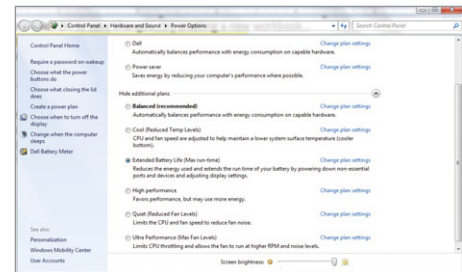 Control Panel ▸ Hardware and Sound ▸ Power Options
Search Control Panel
Control Panel Home
Require a password on wakeup
Choose what the power
buttons do
Choose what closing the lid
does
Create a power plan
Choose when to turn off the
display
Change when the computer
sleeps
Dell Battery Meter
See also
Personalization
Windows Mobility Center
User Accounts
Dell Change plan settings
Automatically balances performance with energy consumption on capable hardware.
Power saver Change plan settings
Saves energy by reducing your computer's performance where possible.
Hide additional plans
Balanced (recommended) Change plan settings
Automatically balances performance with energy consumption on capable hardware.
Cool (Reduced Temp Levels) Change plan settings
CPU and fan speed are adjusted to help maintain a lower system surface temperature (cooler
bottom).
Extended Battery Life (Max run-time) Change plan settings
Reduces the energy used and extends the run time of your battery by powering down non-essential
ports and devices and adjusting display settings.
High performance Change plan settings
Favors performance, but may use more energy.
Quiet (Reduced Fan Levels) Change plan settings
Limits the CPU and fan speed to reduce fan noise.
Ultra Performance (Max Fan Levels) Change plan settings
Limits CPU throttling and allows the fan to run at higher RPM and noise levels.
Screen brightness: